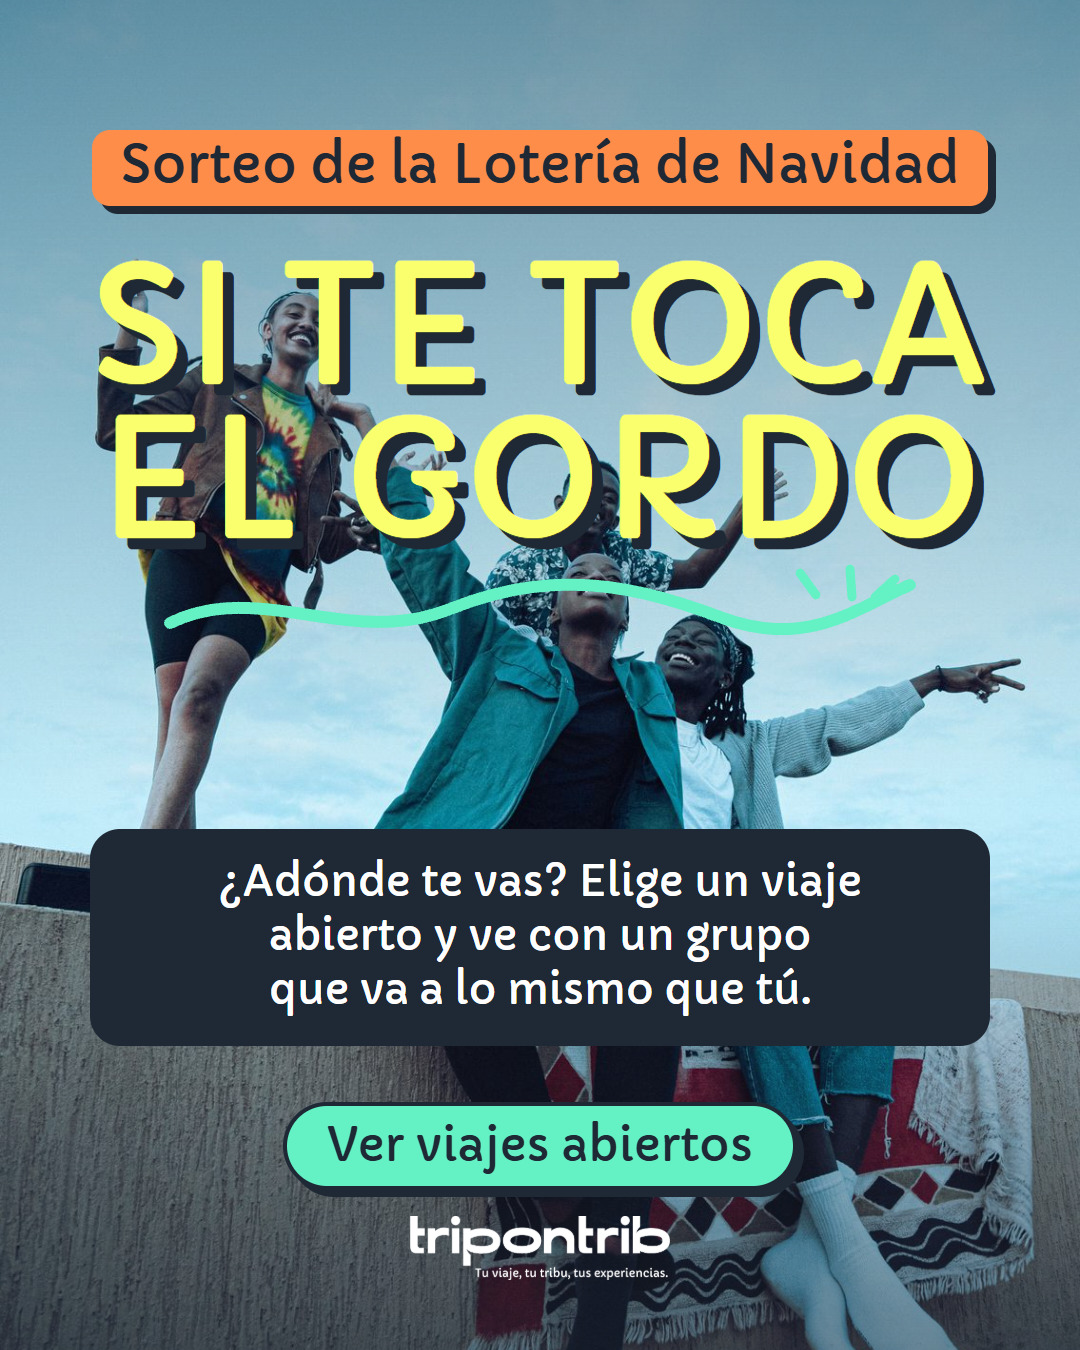 Sorteo de la Lotería de Navidad
SI TE TOCA
EL GORDO
¿Adónde te vas? Elige un viaje
abierto y ve con un grupo
que va a lo mismo que tú.
Ver viajes abiertos
tripontrib
Tu viaje, tu tribu, tus experiencias.